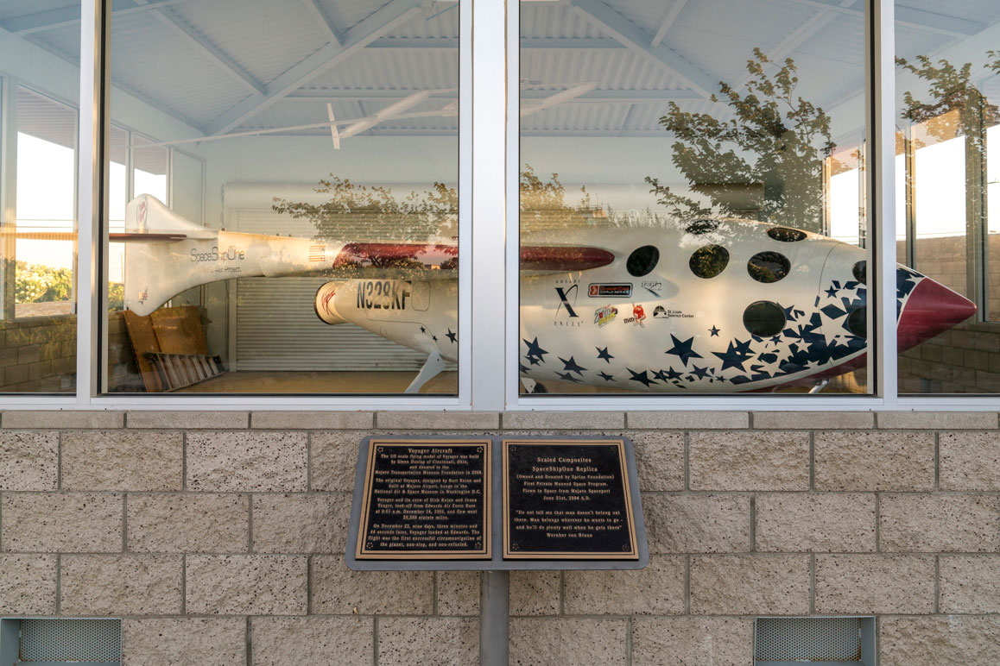 SpaceShipOne
N328KF
ANSARI
X
PRIZE
WORLD SERIES
m&m
St. Louis
Science Center
Voyager Aircraft
The 1/5 scale flying model of Voyager was built
by Glenn Dunlap of Cincinnati, Ohio,
and donated to the
Mojave Transportation Museum Foundation in 2009.
The original Voyager, designed by Burt Rutan and
built at Mojave Airport, hangs in the
National Air & Space Museum in Washington D.C.
Voyager and its crew of Dick Rutan and Jeana
Yeager, took-off from Edwards Air Force Base
at 8:01 a.m. December 14, 1986, and flew west
statute miles.
On December 23, nine days, three minutes and
44 seconds later, Voyager landed at Edwards. The
flight was the first successful circumnavigation of
the planet, non-stop, and non-refueled.
Scaled Composites
SpaceShipOne Replica
(Owned and Donated by Xprize Foundation)
First Private Manned Space Program.
Flown to Space from Mojave Spaceport
June 21st, 2004 A.D.
"Do not tell me that man doesn't belong out
there. Man belongs wherever he wants to go -
and he'll do plenty well when he gets there"
Wernher von Braun